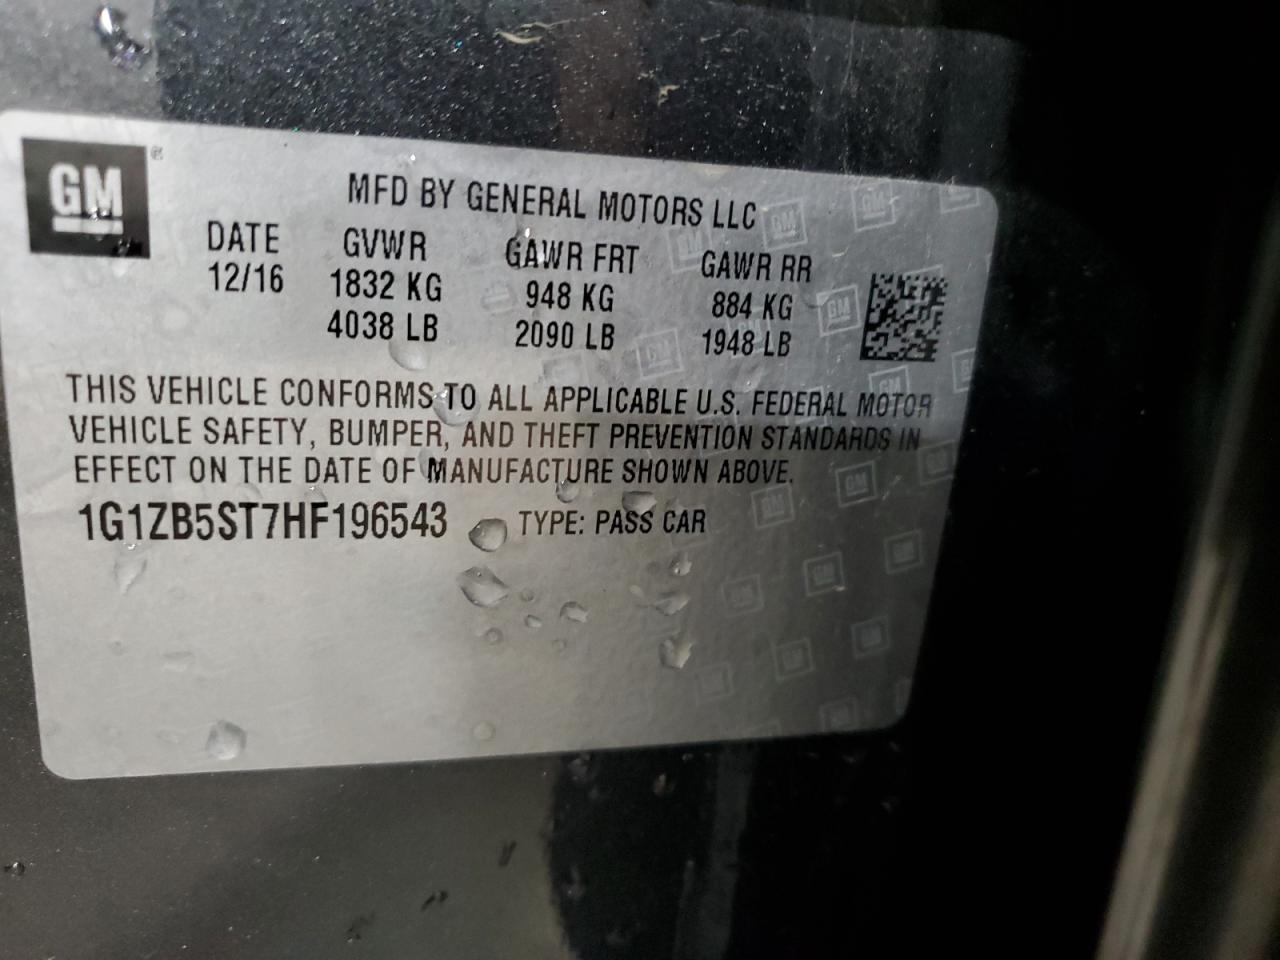 GM
MFD BY GENERAL MOTORS LLC
DATE GVWR GAWR FRT GAWR RR
12/16 1832 KG 948 KG 884 KG
4038 LB 2090 LB 1948 LB
THIS VEHICLE CONFORMS TO ALL APPLICABLE U.S. FEDERAL MOTOR
VEHICLE SAFETY, BUMPER, AND THEFT PREVENTION STANDARDS IN
EFFECT ON THE DATE OF MANUFACTURE SHOWN ABOVE.
1G1ZB5ST7HF196543 TYPE: PASS CAR